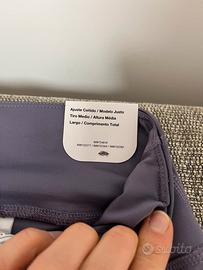 Ajuste Ceñido / Modelo Justo
Tiro Medio / Altura Média
Largo / Comprimento Total
subito